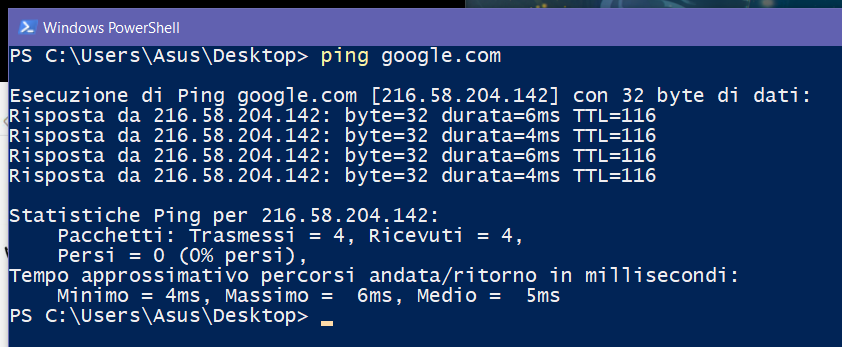 Windows PowerShell
PS C:\Users\Asus\Desktop> ping google.com
Esecuzione di Ping google.com [216.58.204.142] con 32 byte di dati:
Risposta da 216.58.204.142: byte=32 durata=6ms TTL=116
Risposta da 216.58.204.142: byte=32 durata=4ms TTL=116
Risposta da 216.58.204.142: byte=32 durata=6ms TTL=116
Risposta da 216.58.204.142: byte=32 durata=4ms TTL=116
Statistiche Ping per 216.58.204.142:
    Pacchetti: Trasmessi = 4, Ricevuti = 4,
    Persi = 0 (0% persi),
Tempo approssimativo percorsi andata/ritorno in millisecondi:
    Minimo = 4ms, Massimo =  6ms, Medio =  5ms
PS C:\Users\Asus\Desktop>